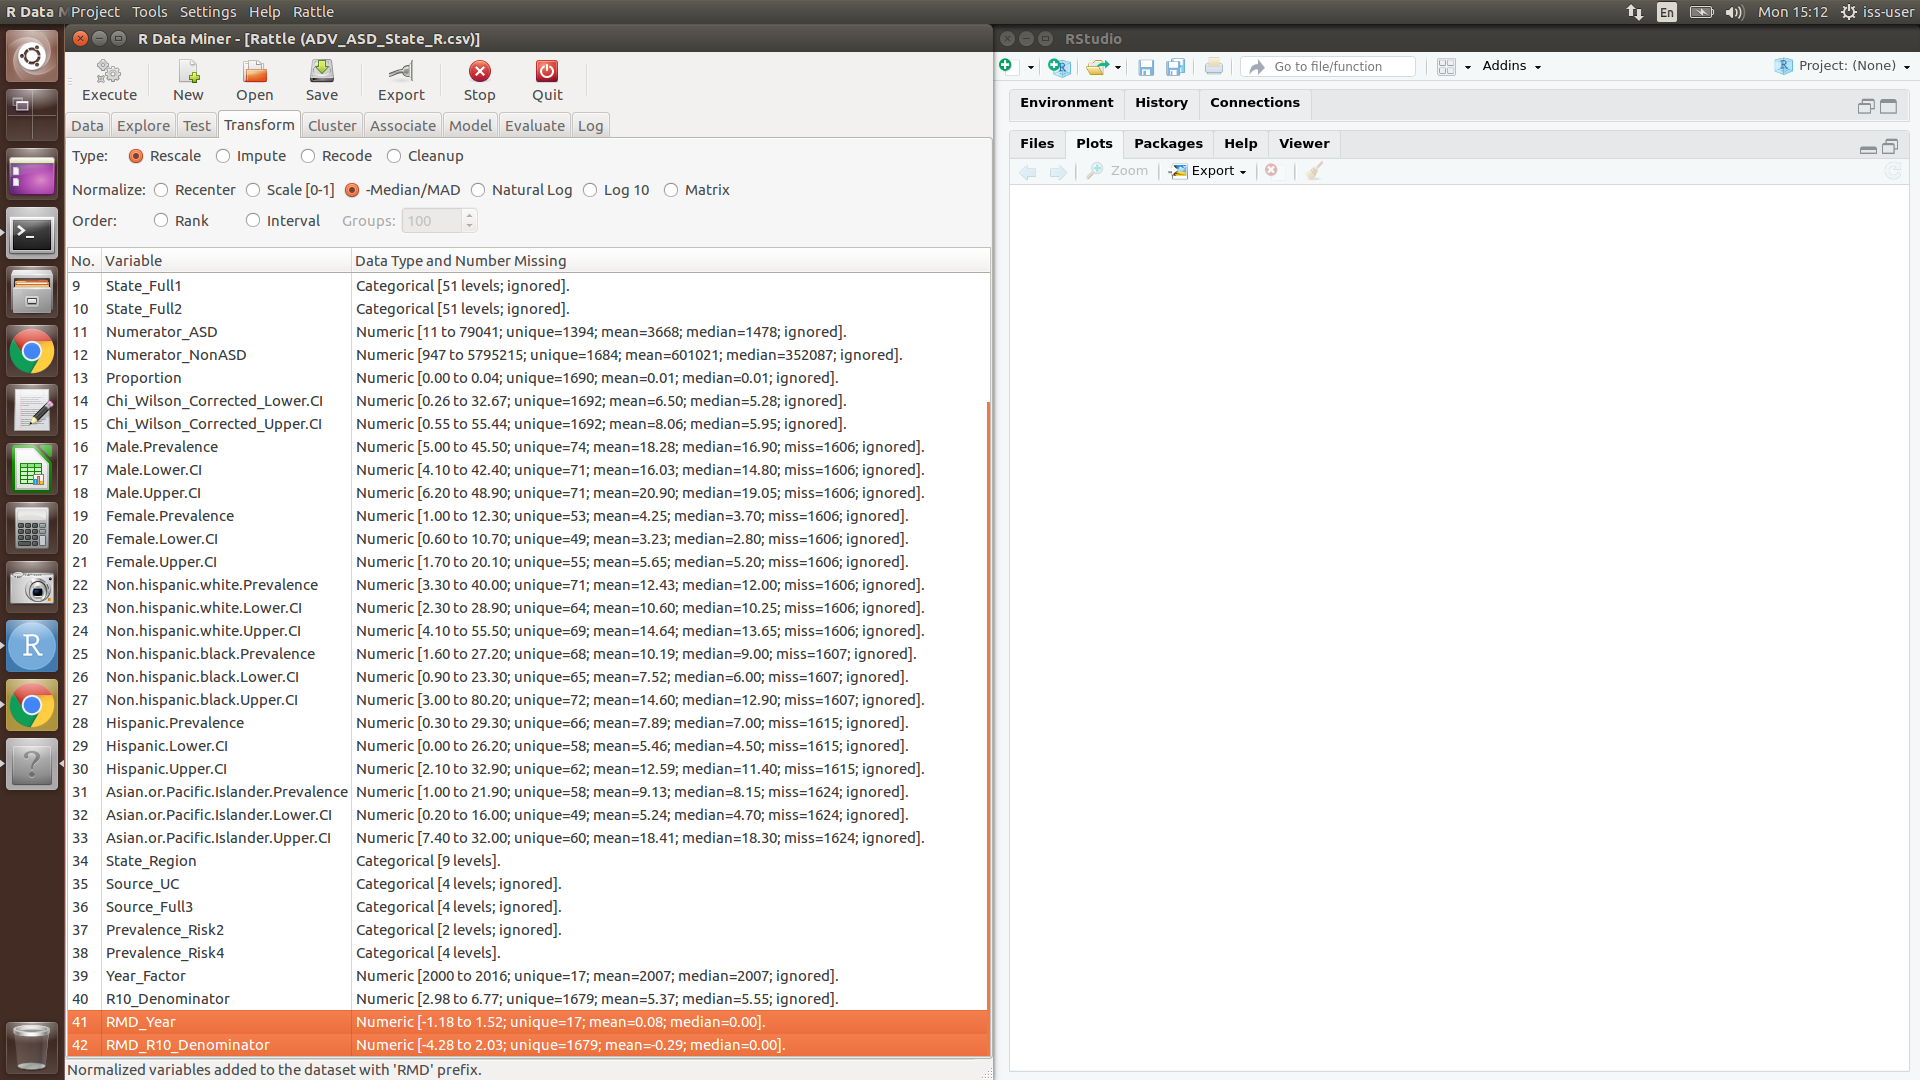 R Data M Project Tools Settings Help Rattle
En Mon 15:12 iss-user
R Data Miner - [Rattle (ADV_ASD_State_R.csv)]
Execute New Open Save Export Stop Quit
Data Explore Test Transform Cluster Associate Model Evaluate Log
Type: Rescale Impute Recode Cleanup
Normalize: Recenter Scale [0-1] -Median/MAD Natural Log Log 10 Matrix
Order: Rank Interval Groups: 100
No. Variable Data Type and Number Missing
9 State_Full1 Categorical [51 levels; ignored].
10 State_Full2 Categorical [51 levels; ignored].
11 Numerator_ASD Numeric [11 to 79041; unique=1394; mean=3668; median=1478; ignored].
12 Numerator_NonASD Numeric [947 to 5795215; unique=1684; mean=601021; median=352087; ignored].
13 Proportion Numeric [0.00 to 0.04; unique=1690; mean=0.01; median=0.01; ignored].
14 Chi_Wilson_Corrected_Lower.CI Numeric [0.26 to 32.67; unique=1692; mean=6.50; median=5.28; ignored].
15 Chi_Wilson_Corrected_Upper.CI Numeric [0.55 to 55.44; unique=1692; mean=8.06; median=5.95; ignored].
16 Male.Prevalence Numeric [5.00 to 45.50; unique=74; mean=18.28; median=16.90; miss=1606; ignored].
17 Male.Lower.CI Numeric [4.10 to 42.40; unique=71; mean=16.03; median=14.80; miss=1606; ignored].
18 Male.Upper.CI Numeric [6.20 to 48.90; unique=71; mean=20.90; median=19.05; miss=1606; ignored].
19 Female.Prevalence Numeric [1.00 to 12.30; unique=53; mean=4.25; median=3.70; miss=1606; ignored].
20 Female.Lower.CI Numeric [0.60 to 10.70; unique=49; mean=3.23; median=2.80; miss=1606; ignored].
21 Female.Upper.CI Numeric [1.70 to 20.10; unique=55; mean=5.65; median=5.20; miss=1606; ignored].
22 Non.hispanic.white.Prevalence Numeric [3.30 to 40.00; unique=71; mean=12.43; median=12.00; miss=1606; ignored].
23 Non.hispanic.white.Lower.CI Numeric [2.30 to 28.90; unique=64; mean=10.60; median=10.25; miss=1606; ignored].
24 Non.hispanic.white.Upper.CI Numeric [4.10 to 55.50; unique=69; mean=14.64; median=13.65; miss=1606; ignored].
25 Non.hispanic.black.Prevalence Numeric [1.60 to 27.20; unique=68; mean=10.19; median=9.00; miss=1607; ignored].
26 Non.hispanic.black.Lower.CI Numeric [0.90 to 23.30; unique=65; mean=7.52; median=6.00; miss=1607; ignored].
27 Non.hispanic.black.Upper.CI Numeric [3.00 to 80.20; unique=72; mean=14.60; median=12.90; miss=1607; ignored].
28 Hispanic.Prevalence Numeric [0.30 to 29.30; unique=66; mean=7.89; median=7.00; miss=1615; ignored].
29 Hispanic.Lower.CI Numeric [0.00 to 26.20; unique=58; mean=5.46; median=4.50; miss=1615; ignored].
30 Hispanic.Upper.CI Numeric [2.10 to 32.90; unique=62; mean=12.59; median=11.40; miss=1615; ignored].
31 Asian.or.Pacific.Islander.Prevalence Numeric [1.00 to 21.90; unique=58; mean=9.13; median=8.15; miss=1624; ignored].
32 Asian.or.Pacific.Islander.Lower.CI Numeric [0.20 to 16.00; unique=49; mean=5.24; median=4.70; miss=1624; ignored].
33 Asian.or.Pacific.Islander.Upper.CI Numeric [7.40 to 32.00; unique=60; mean=18.41; median=18.30; miss=1624; ignored].
34 State_Region Categorical [9 levels].
35 Source_UC Categorical [4 levels; ignored].
36 Source_Full3 Categorical [4 levels; ignored].
37 Prevalence_Risk2 Categorical [2 levels; ignored].
38 Prevalence_Risk4 Categorical [4 levels].
39 Year_Factor Numeric [2000 to 2016; unique=17; mean=2007; median=2007; ignored].
40 R10_Denominator Numeric [2.98 to 6.77; unique=1679; mean=5.37; median=5.55; ignored].
41 RMD_Year Numeric [-1.18 to 1.52; unique=17; mean=0.08; median=0.00].
42 RMD_R10_Denominator Numeric [-4.28 to 2.03; unique=1679; mean=-0.29; median=0.00].
Normalized variables added to the dataset with 'RMD' prefix.
RStudio
Go to file/function Addins Project: (None)
Environment History Connections
Files Plots Packages Help Viewer
Zoom Export